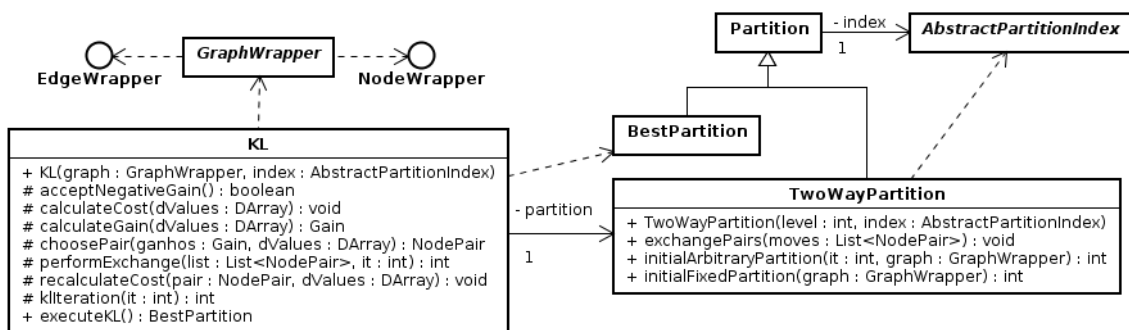 EdgeWrapper
GraphWrapper
NodeWrapper
Partition
- index
1
AbstractPartitionIndex
BestPartition
KL
+ KL(graph : GraphWrapper, index : AbstractPartitionIndex)
# acceptNegativeGain() : boolean
# calculateCost(dValues : DArray) : void
# calculateGain(dValues : DArray) : Gain
# choosePair(ganhos : Gain, dValues : DArray) : NodePair
# performExchange(list : List<NodePair>, it : int) : int
# recalculateCost(pair : NodePair, dValues : DArray) : void
# klIteration(it : int) : int
+ executeKL() : BestPartition
- partition
1
TwoWayPartition
+ TwoWayPartition(level : int, index : AbstractPartitionIndex)
+ exchangePairs(moves : List<NodePair>) : void
+ initialArbitraryPartition(it : int, graph : GraphWrapper) : int
+ initialFixedPartition(graph : GraphWrapper) : int